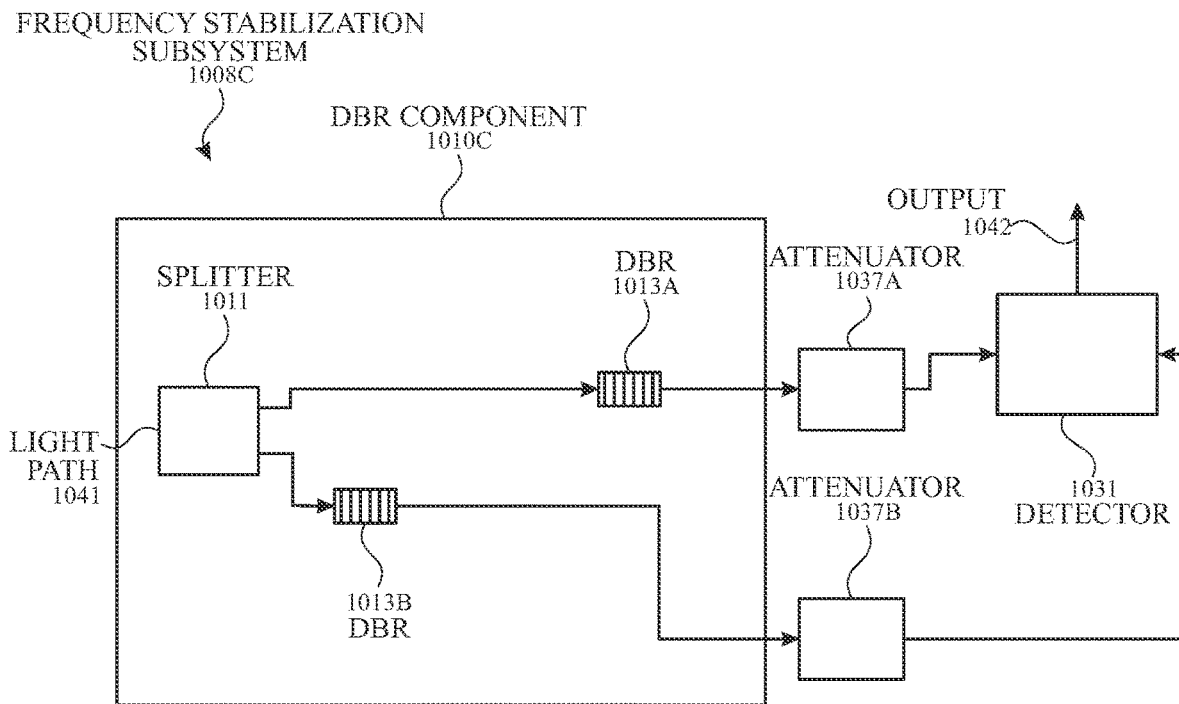 FREQUENCY STABILIZATION
SUBSYSTEM
1008C
DBR COMPONENT
1010C
OUTPUT
1042
ATTENUATOR
1037A
SPLITTER
1011
DBR
1013A
LIGHT
PATH
1041
1013B
DBR
ATTENUATOR
1037B
1031
DETECTOR